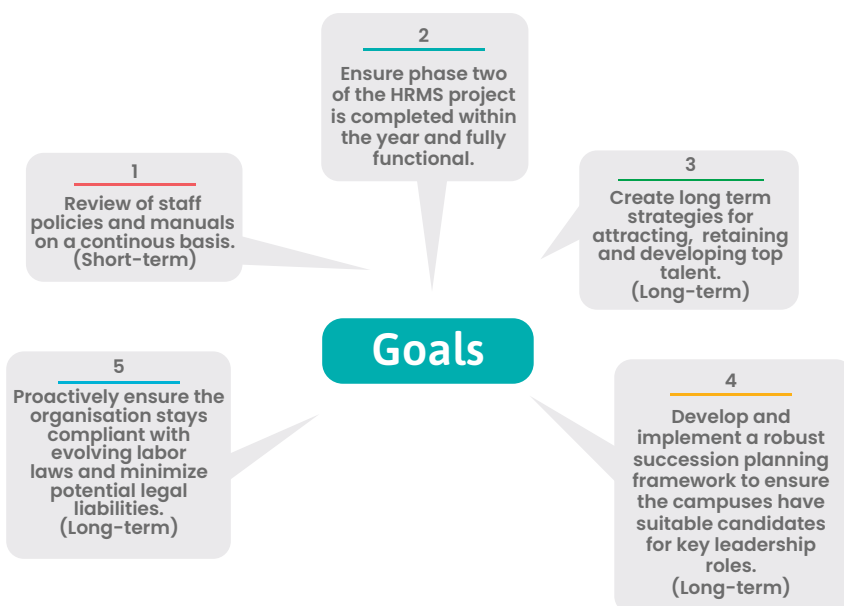 2
Ensure phase two
of the HRMS project
is completed within
the year and fully
functional.
1
Review of staff
policies and manuals
on a continous basis.
(Short-term)
3
Create long term
strategies for
attracting, retaining
and developing top
talent.
(Long-term)
Goals
5
Proactively ensure the
organisation stays
compliant with
evolving labor
laws and minimize
potential legal
liabilities.
(Long-term)
4
Develop and
implement a robust
succession planning
framework to ensure
the campuses have
suitable candidates
for key leadership
roles.
(Long-term)